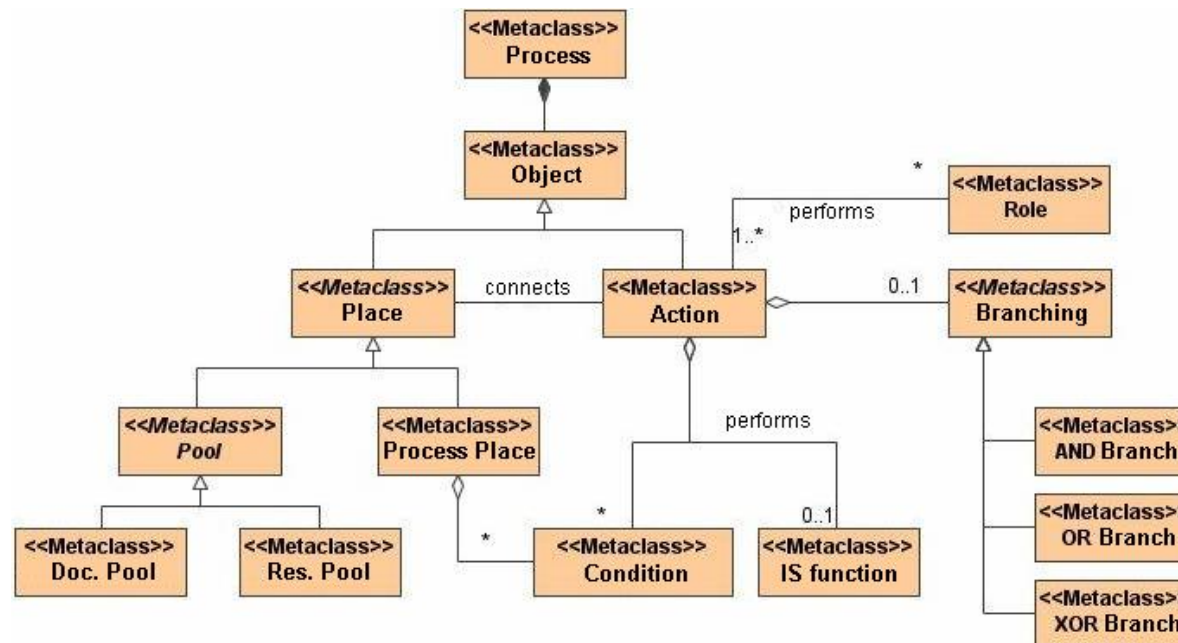 <<Metaclass>>
Process
<<Metaclass>>
Object
*
<<Metaclass>>
Role
performs
1..*
<<Metaclass>>
Place
connects
<<Metaclass>>
Action
0..1
<<Metaclass>>
Branching
<<Metaclass>>
Pool
<<Metaclass>>
Process Place
performs
<<Metaclass>
AND Branch
<<Metaclass>
OR Branch
<<Metaclass>
XOR Branch
*
*
0..1
<<Metaclass>>
Doc. Pool
<<Metaclass>>
Res. Pool
<<Metaclass>>
Condition
<<Metaclass>>
IS function